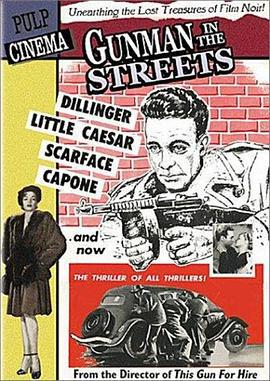 Unearthing the Lost Treasures of Film Noir!
PULP
CINEMA
GUNMAN IN THE
STREETS
DILLINGER
LITTLE CAESAR
SCARFACE
CAPONE
...and
now
THE THRILLER OF ALL THRILLERS!
From the Director of This Gun For Hire